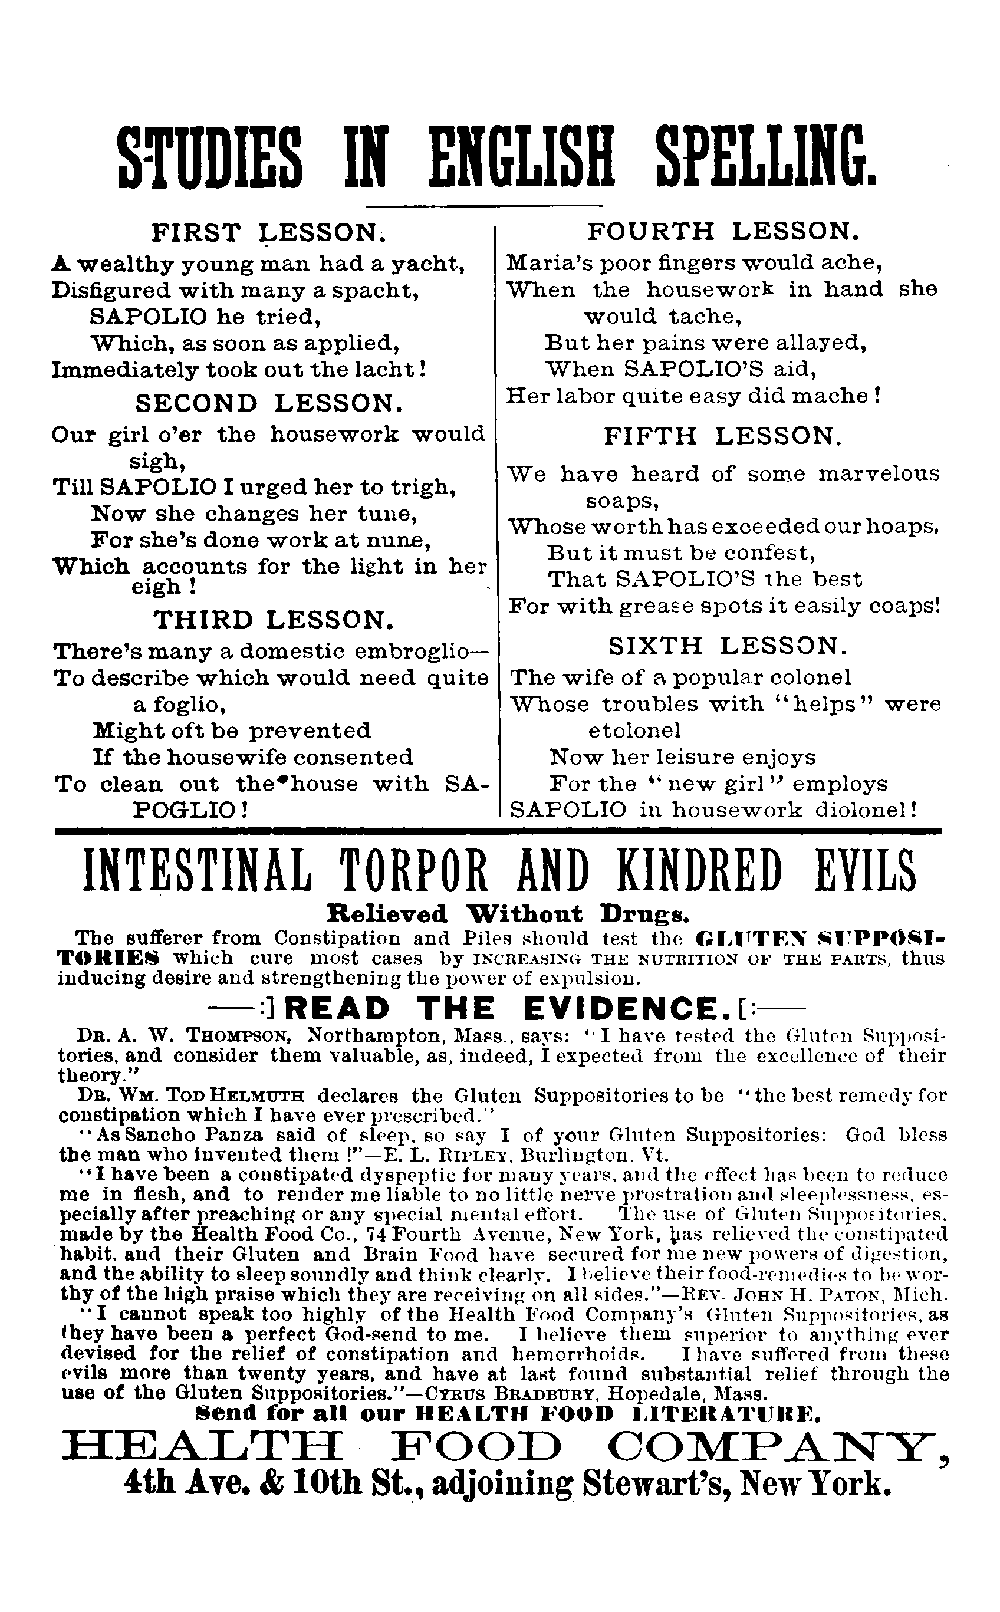 STUDIES IN ENGLISH SPELLING.
FIRST LESSON.
A wealthy young man had a yacht,
Disfigured with many a spacht,
SAPOLIO he tried,
Which, as soon as applied,
Immediately took out the lacht!
SECOND LESSON.
Our girl o'er the housework would
sigh,
Till SAPOLIO I urged her to trigh,
Now she changes her tune,
For she's done work at nune,
Which accounts for the light in her
eigh!
THIRD LESSON.
There's many a domestic embroglio—
To describe which would need quite
a foglio,
Might oft be prevented
If the housewife consented
To clean out the house with SA-
POGLIO!
FOURTH LESSON.
Maria's poor fingers would ache,
When the housework in hand she
would tache,
But her pains were allayed,
When SAPOLIO'S aid,
Her labor quite easy did mache!
FIFTH LESSON.
We have heard of some marvelous
soaps,
Whose worth has exceeded our hoaps,
But it must be confest,
That SAPOLIO'S the best
For with grease spots it easily coaps!
SIXTH LESSON.
The wife of a popular colonel
Whose troubles with "helps" were
etolonel
Now her leisure enjoys
For the "new girl" employs
SAPOLIO in housework diolonel!
INTESTINAL TORPOR AND KINDRED EVILS
Relieved Without Drugs.
The sufferer from Constipation and Piles should test the GLUTEN SUPPOSI-
TORIES which cure most cases by INCREASING THE NUTRITION OF THE PARTS, thus
inducing desire and strengthening the power of expulsion.
—:] READ THE EVIDENCE. [:—
DR. A. W. THOMPSON, Northampton, Mass., says: "I have tested the Gluten Supposi-
tories, and consider them valuable, as, indeed, I expected from the excellence of their
theory."
DR. WM. TOD HELMUTH declares the Gluten Suppositories to be "the best remedy for
constipation which I have ever prescribed."
"As Sancho Panza said of sleep, so say I of your Gluten Suppositories: God bless
the man who invented them!"—E. L. RIPLEY, Burlington. Vt.
"I have been a constipated dyspeptic for many years, and the effect has been to reduce
me in flesh, and to render me liable to no little nerve prostration and sleeplessness, es-
pecially after preaching or any special mental effort. The use of Gluten Suppositories,
made by the Health Food Co., 74 Fourth Avenue, New York, has relieved the constipated
habit, and their Gluten and Brain Food have secured for me new powers of digestion,
and the ability to sleep soundly and think clearly. I believe their food-remedies to be wor-
thy of the high praise which they are receiving on all sides."—REV. JOHN H. PATON, Mich.
"I cannot speak too highly of the Health Food Company's Gluten Suppositories, as
they have been a perfect God-send to me. I believe them superior to anything ever
devised for the relief of constipation and hemorrhoids. I have suffered from these
evils more than twenty years, and have at last found substantial relief through the
use of the Gluten Suppositories."—CYRUS BRADBURY, Hopedale, Mass.
Send for all our HEALTH FOOD LITERATURE.
HEALTH FOOD COMPANY,
4th Ave. & 10th St., adjoining Stewart's, New York.